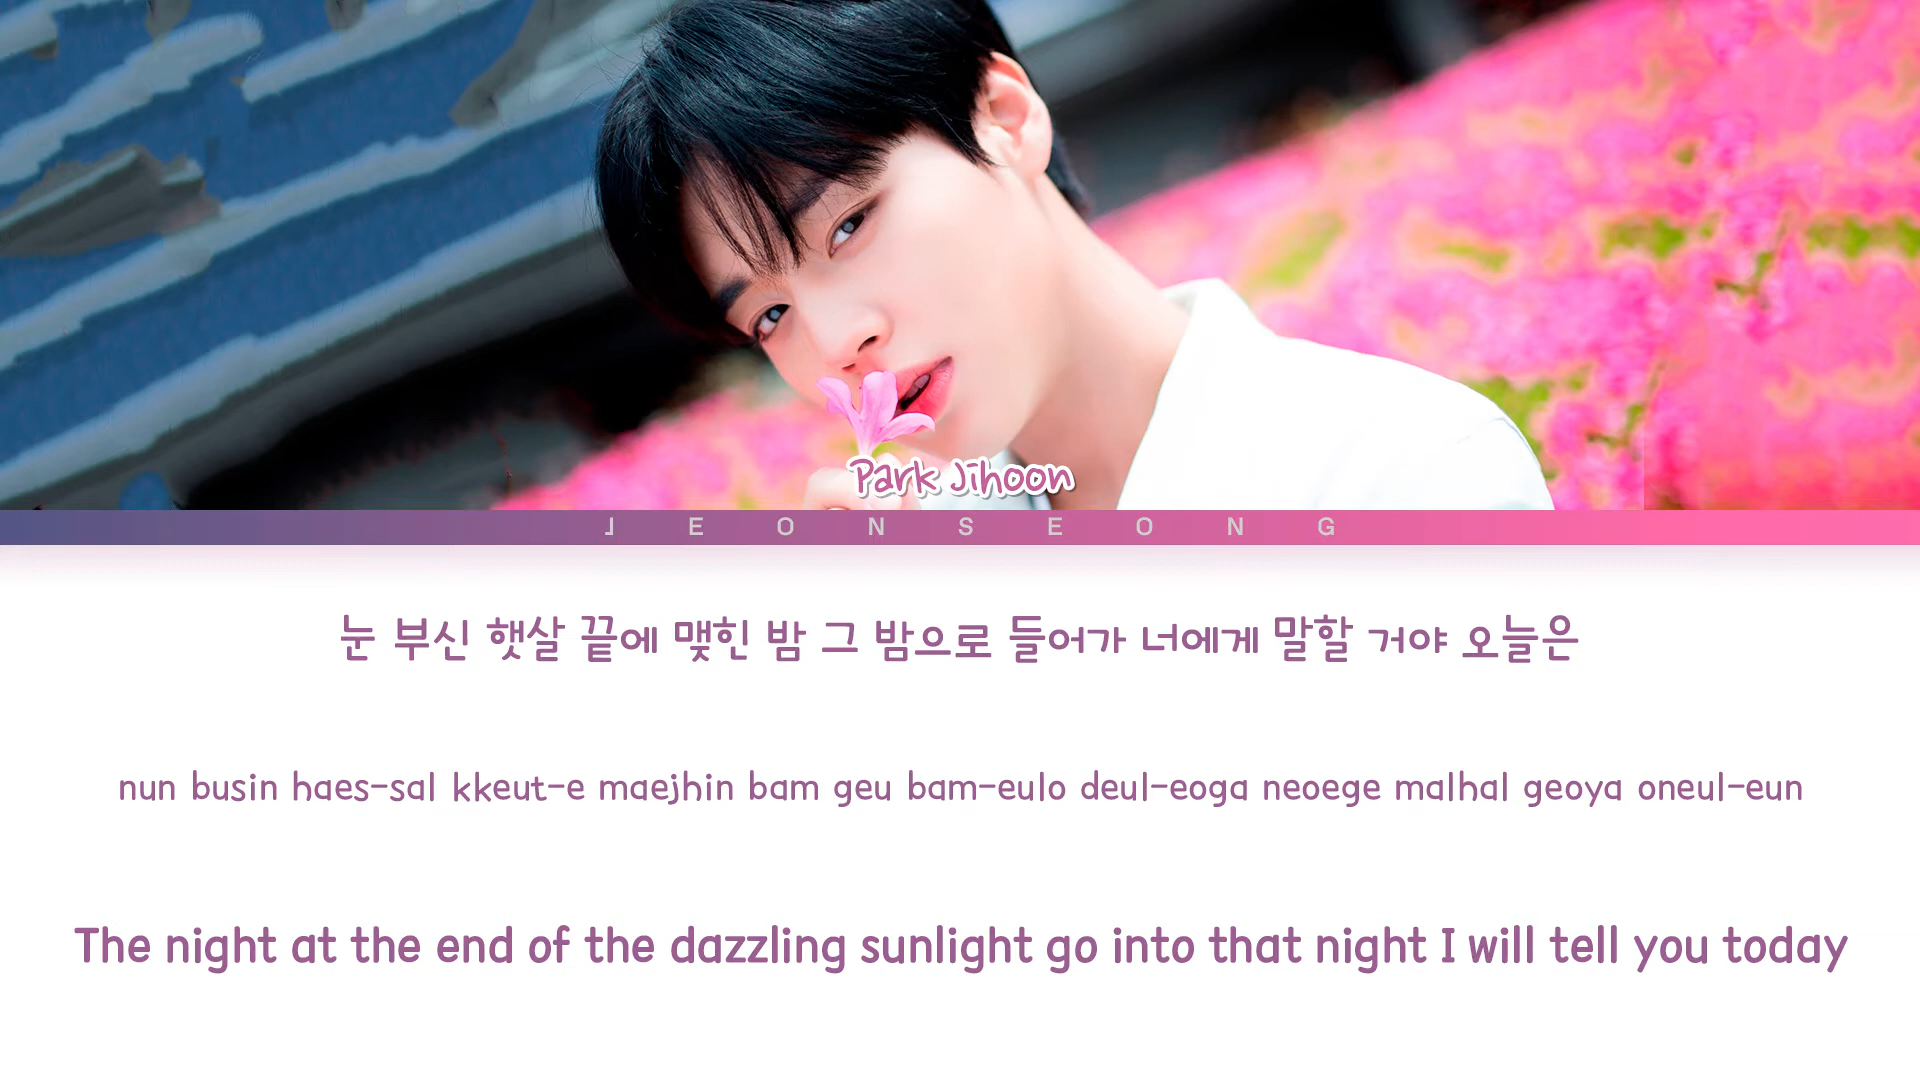 Park Jihoon
JEONSEONG
눈 부신 햇살 끝에 맺힌 밤 그 밤으로 들어가 너에게 말할 거야 오늘은
nun busin haes-sal kkeut-e maejhin bam geu bam-eulo deul-eoga neoege malhal geoya oneul-eun
The night at the end of the dazzling sunlight go into that night I will tell you today